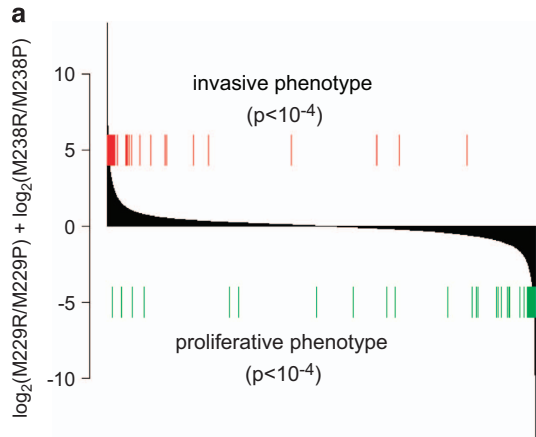 a
log₂(M229R/M229P) + log₂(M238R/M238P)
10
5
0
-5
-10
invasive phenotype
(p<10⁻⁴)
proliferative phenotype
(p<10⁻⁴)